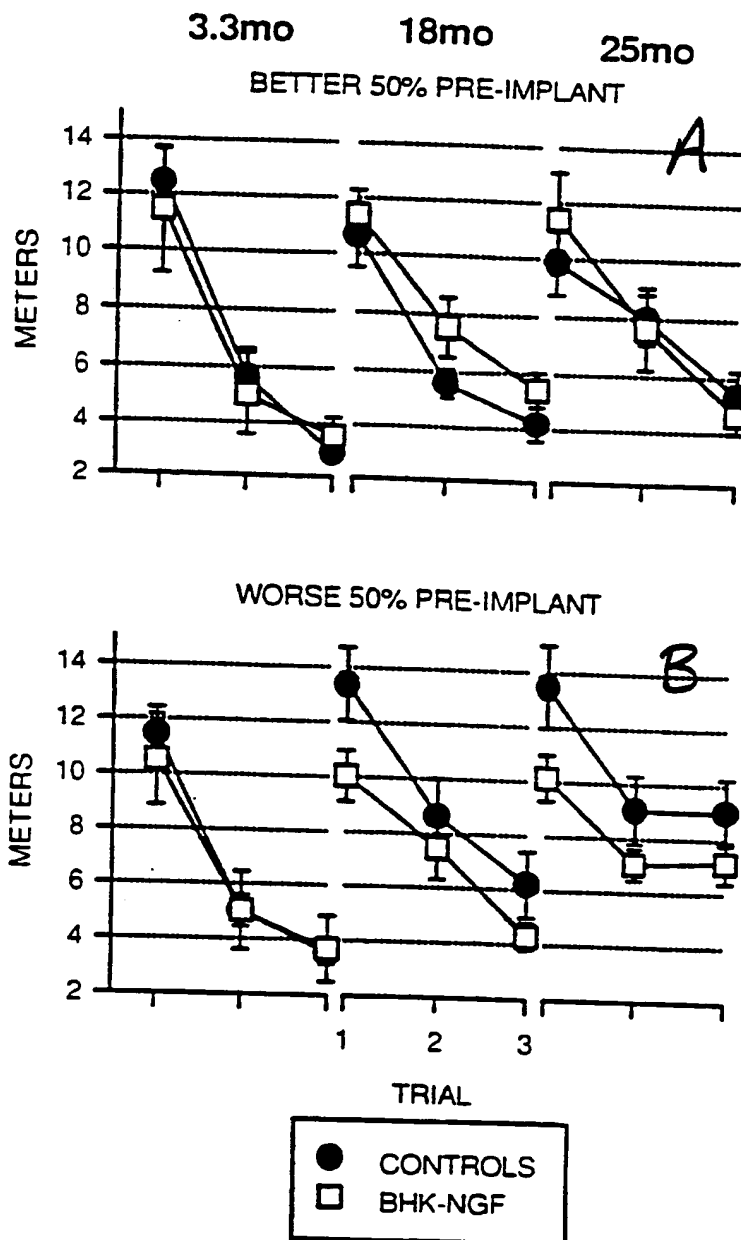 3.3mo 18mo 25mo
BETTER 50% PRE-IMPLANT
A
14
12
10
8
6
4
2
METERS
WORSE 50% PRE-IMPLANT
B
14
12
10
8
6
4
2
METERS
1 2 3
TRIAL
CONTROLS
BHK-NGF